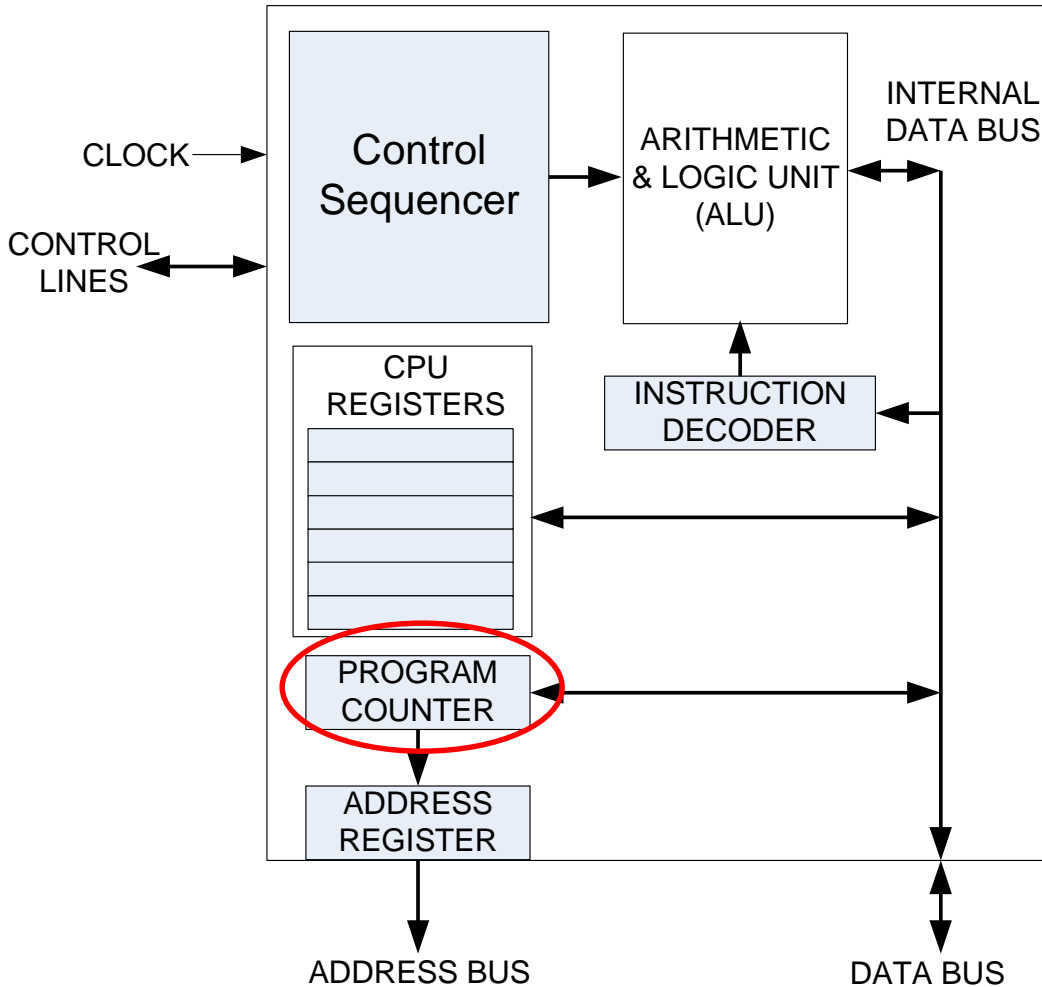 Control
Sequencer
ARITHMETIC
& LOGIC UNIT
(ALU)
INTERNAL
DATA BUS
CLOCK
CONTROL
LINES
CPU
REGISTERS
INSTRUCTION
DECODER
PROGRAM
COUNTER
ADDRESS
REGISTER
ADDRESS BUS
DATA BUS